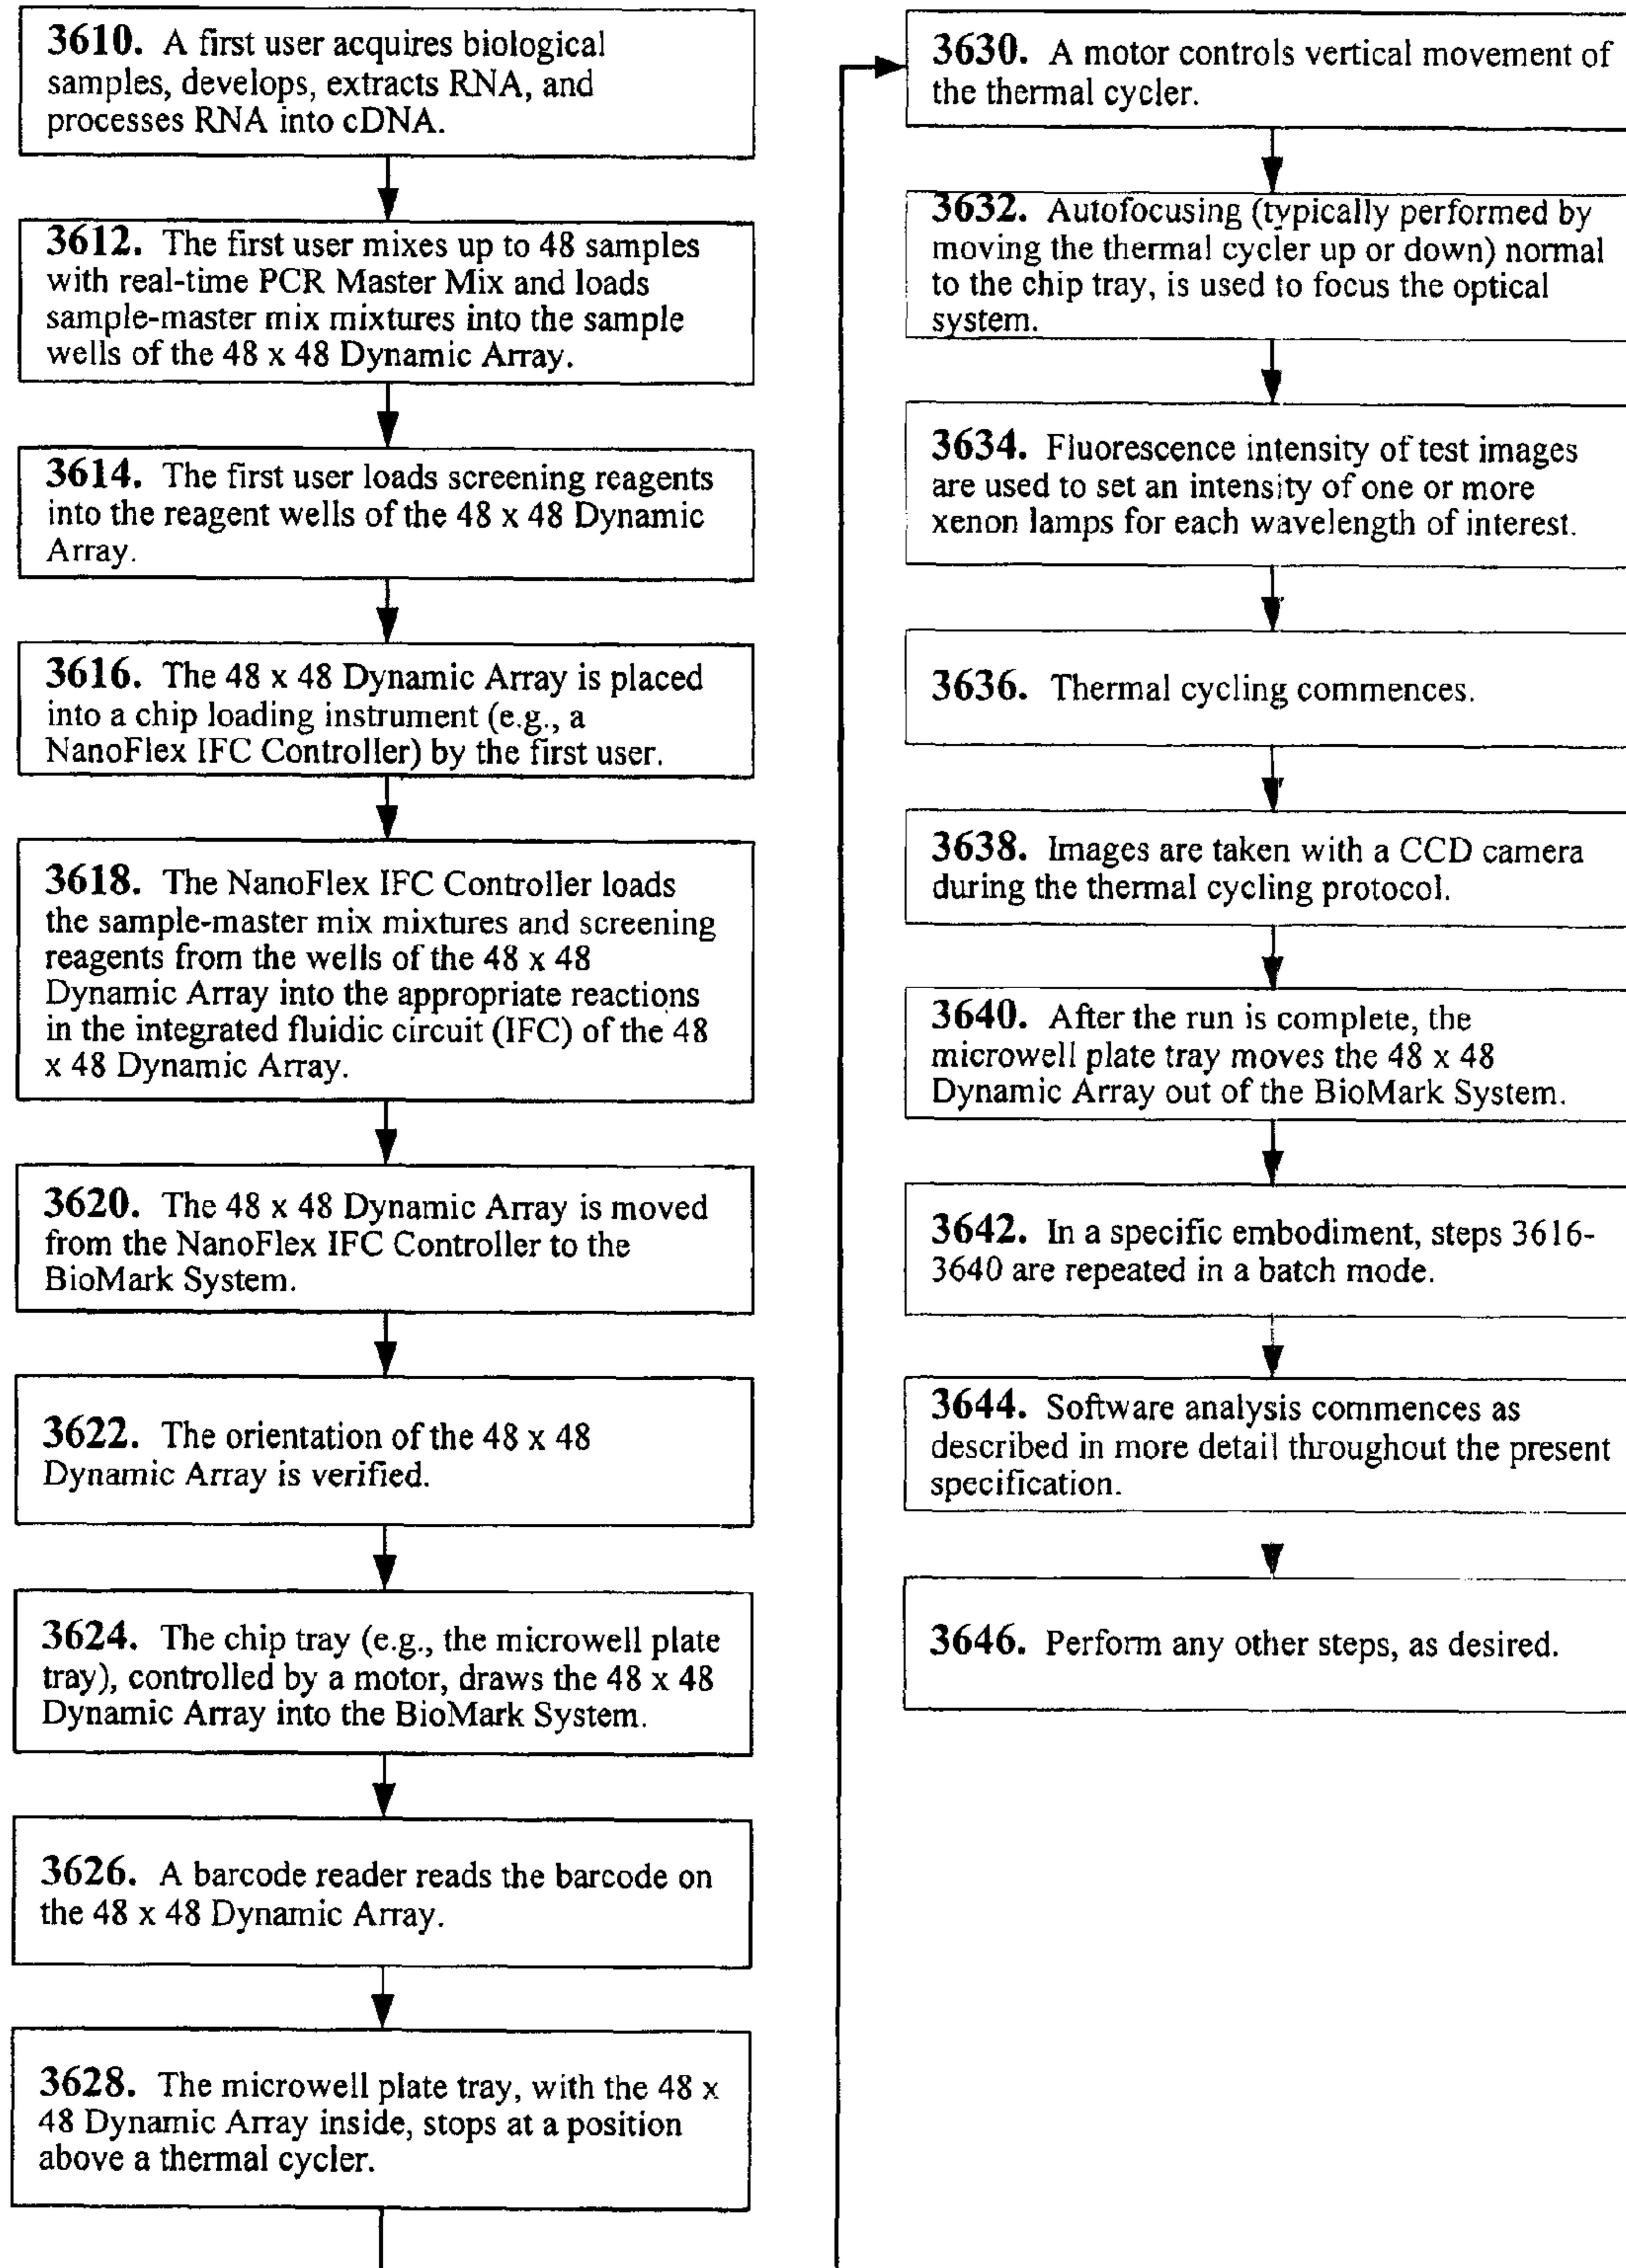 3610. A first user acquires biological
samples, develops, extracts RNA, and
processes RNA into cDNA.
3612. The first user mixes up to 48 samples
with real-time PCR Master Mix and loads
sample-master mix mixtures into the sample
wells of the 48 x 48 Dynamic Array.
3614. The first user loads screening reagents
into the reagent wells of the 48 x 48 Dynamic
Array.
3616. The 48 x 48 Dynamic Array is placed
into a chip loading instrument (e.g., a
NanoFlex IFC Controller) by the first user.
3618. The NanoFlex IFC Controller loads
the sample-master mix mixtures and screening
reagents from the wells of the 48 x 48
Dynamic Array into the appropriate reactions
in the integrated fluidic circuit (IFC) of the 48
x 48 Dynamic Array.
3620. The 48 x 48 Dynamic Array is moved
from the NanoFlex IFC Controller to the
BioMark System.
3622. The orientation of the 48 x 48
Dynamic Array is verified.
3624. The chip tray (e.g., the microwell plate
tray), controlled by a motor, draws the 48 x 48
Dynamic Array into the BioMark System.
3626. A barcode reader reads the barcode on
the 48 x 48 Dynamic Array.
3628. The microwell plate tray, with the 48 x
48 Dynamic Array inside, stops at a position
above a thermal cycler.
3630. A motor controls vertical movement of
the thermal cycler.
3632. Autofocusing (typically performed by
moving the thermal cycler up or down) normal
to the chip tray, is used to focus the optical
system.
3634. Fluorescence intensity of test images
are used to set an intensity of one or more
xenon lamps for each wavelength of interest.
3636. Thermal cycling commences.
3638. Images are taken with a CCD camera
during the thermal cycling protocol.
3640. After the run is complete, the
microwell plate tray moves the 48 x 48
Dynamic Array out of the BioMark System.
3642. In a specific embodiment, steps 3616-
3640 are repeated in a batch mode.
3644. Software analysis commences as
described in more detail throughout the present
specification.
3646. Perform any other steps, as desired.